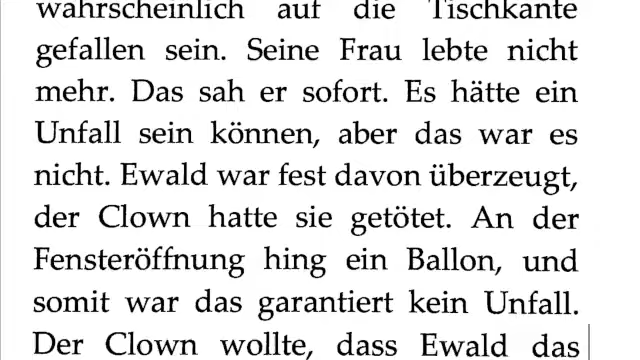 wahrscheinlich auf die Tischkante
gefallen sein. Seine Frau lebte nicht
mehr. Das sah er sofort. Es hätte ein
Unfall sein können, aber das war es
nicht. Ewald war fest davon überzeugt,
der Clown hatte sie getötet. An der
Fensteröffnung hing ein Ballon, und
somit war das garantiert kein Unfall.
Der Clown wollte, dass Ewald das